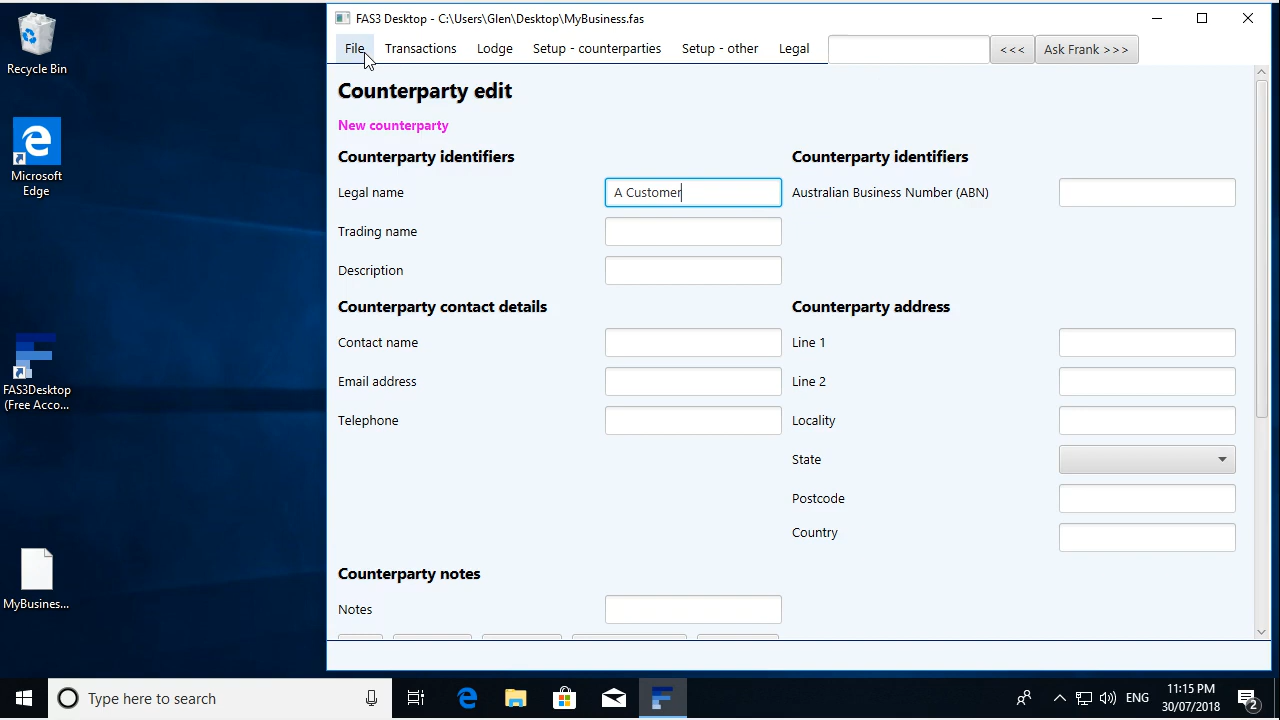 Recycle Bin
Microsoft
Edge
FAS3Desktop
(Free Acco...
MyBusines...
FAS3 Desktop - C:\Users\Glen\Desktop\MyBusiness.fas
File Transactions Lodge Setup - counterparties Setup - other Legal <<< Ask Frank >>>
Counterparty edit
New counterparty
Counterparty identifiers Counterparty identifiers
Legal name A Customer Australian Business Number (ABN)
Trading name
Description
Counterparty contact details Counterparty address
Contact name Line 1
Email address Line 2
Telephone Locality
State
Postcode
Country
Counterparty notes
Notes
Type here to search ENG 11:15 PM
30/07/2018 2